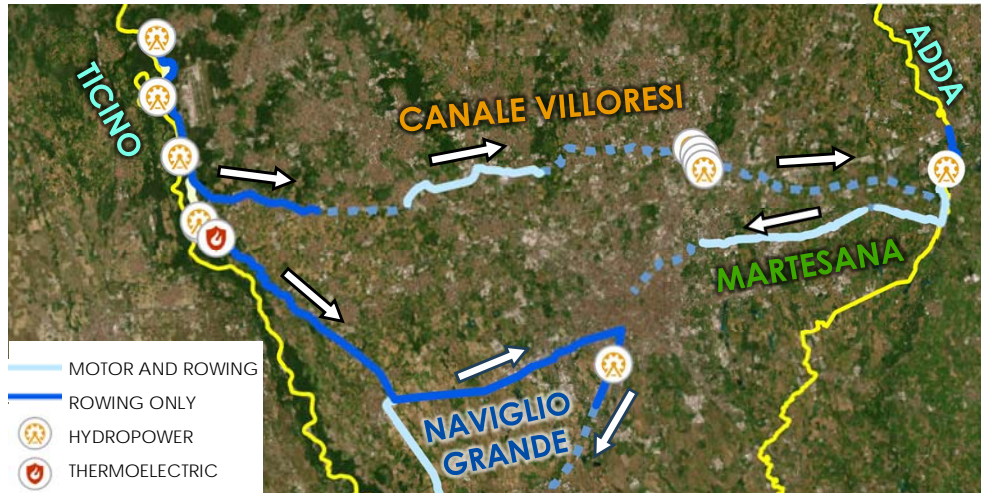 TICINO
ADDA
CANALE VILLORESI
MARTESANA
NAVIGLIO
GRANDE
MOTOR AND ROWING
ROWING ONLY
HYDROPOWER
THERMOELECTRIC